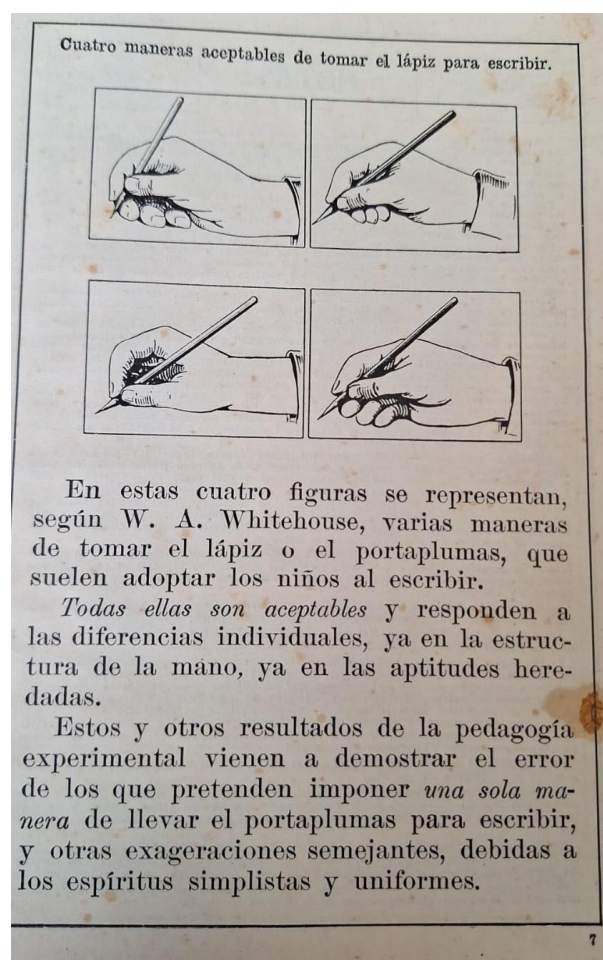 Cuatro maneras aceptables de tomar el lápiz para escribir.
En estas cuatro figuras se representan,
según W. A. Whitehouse, varias maneras
de tomar el lápiz o el portaplumas, que
suelen adoptar los niños al escribir.
Todas ellas son aceptables y responden a
las diferencias individuales, ya en la estruc-
tura de la mano, ya en las aptitudes here-
dadas.
Estos y otros resultados de la pedagogía
experimental vienen a demostrar el error
de los que pretenden imponer una sola ma-
nera de llevar el portaplumas para escribir,
y otras exageraciones semejantes, debidas a
los espíritus simplistas y uniformes.
7